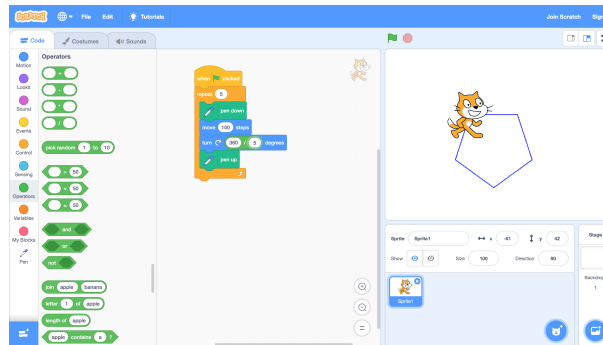 SCRATCH File Edit Tutorials Join Scratch Sign
Code Costumes Sounds
Motion
Looks
Sound
Events
Control
Sensing
Operators
Variables
My Blocks
Pen
Operators
+
-
*
/
pick random 1 to 10
> 50
< 50
= 50
and
or
not
join apple banana
letter 1 of apple
length of apple
apple contains a ?
when clicked
repeat 5
pen down
move 100 steps
turn 360 / 5 degrees
pen up
Sprite Sprite1 x -61 y 42
Show Size 100 Direction 90
Sprite1
Stage
Backdrop
1